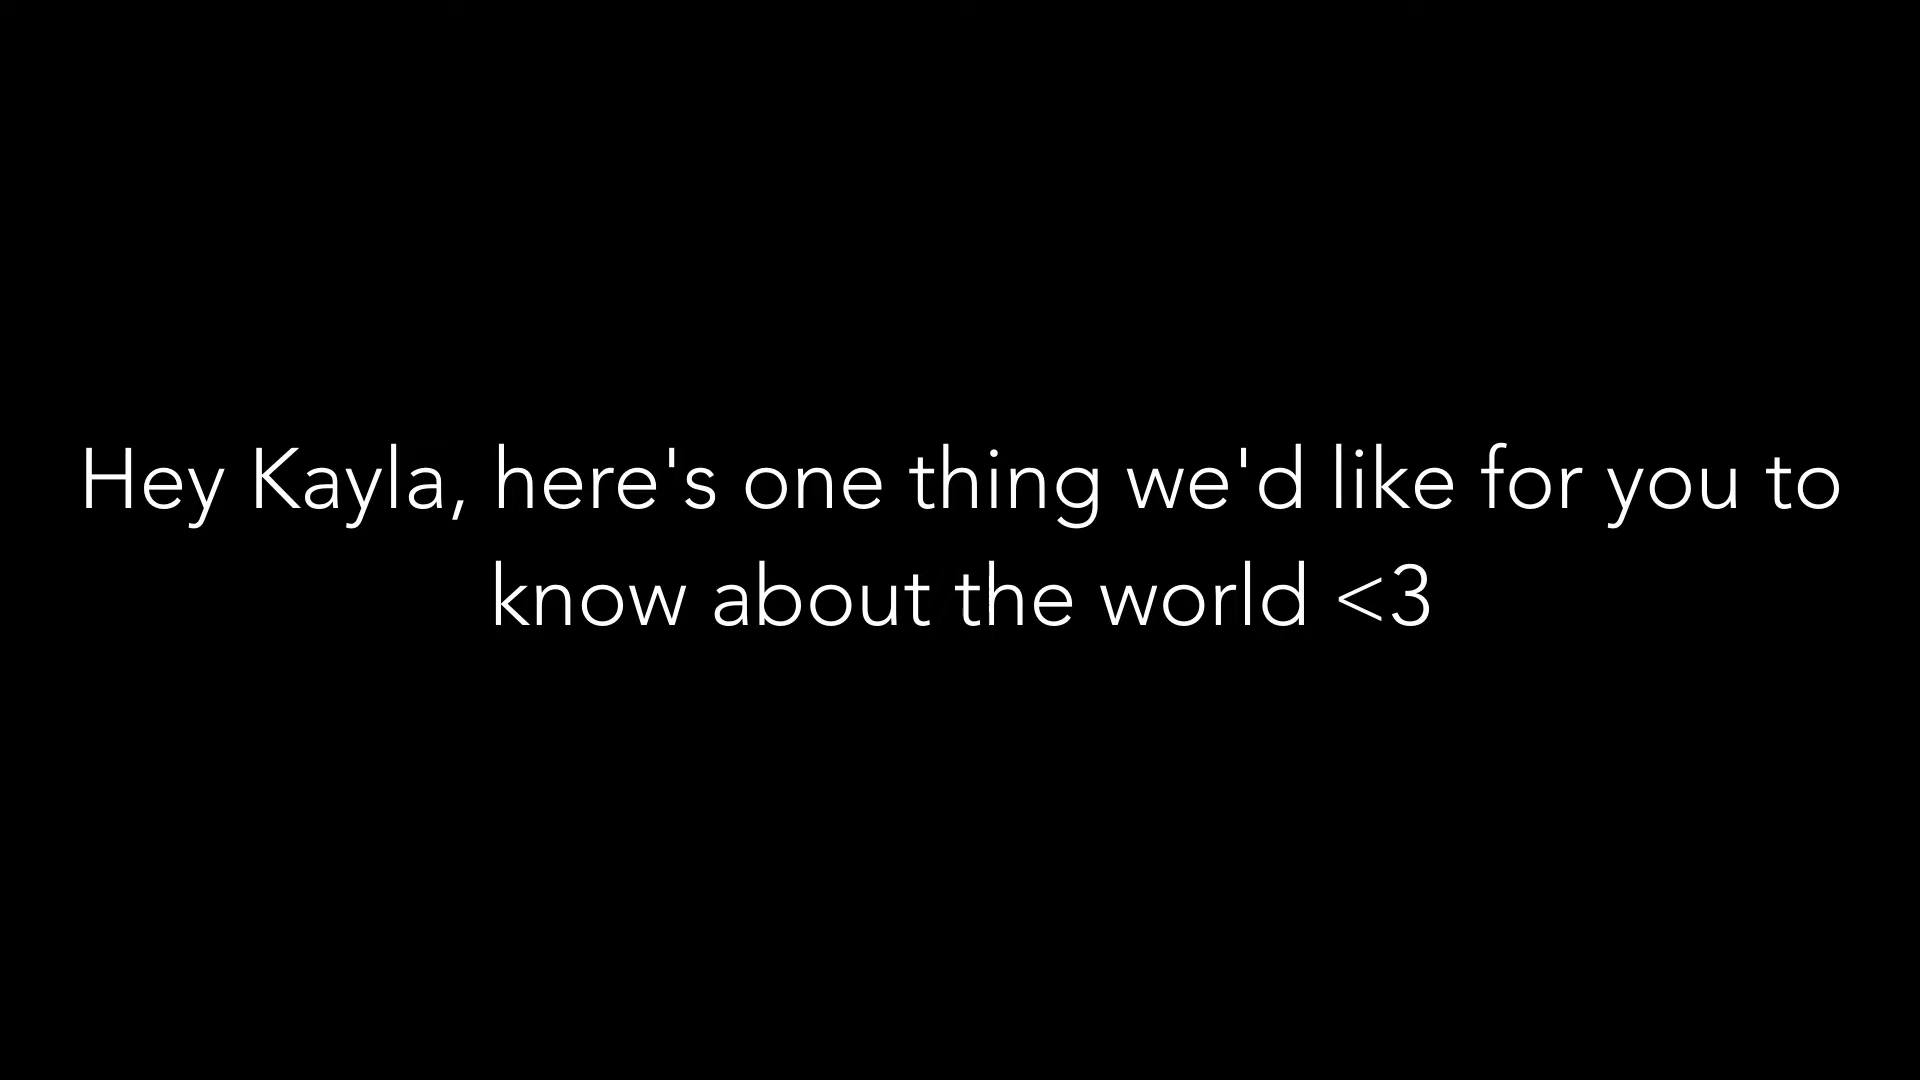 Hey Kayla, here's one thing we'd like for you to
know about the world <3